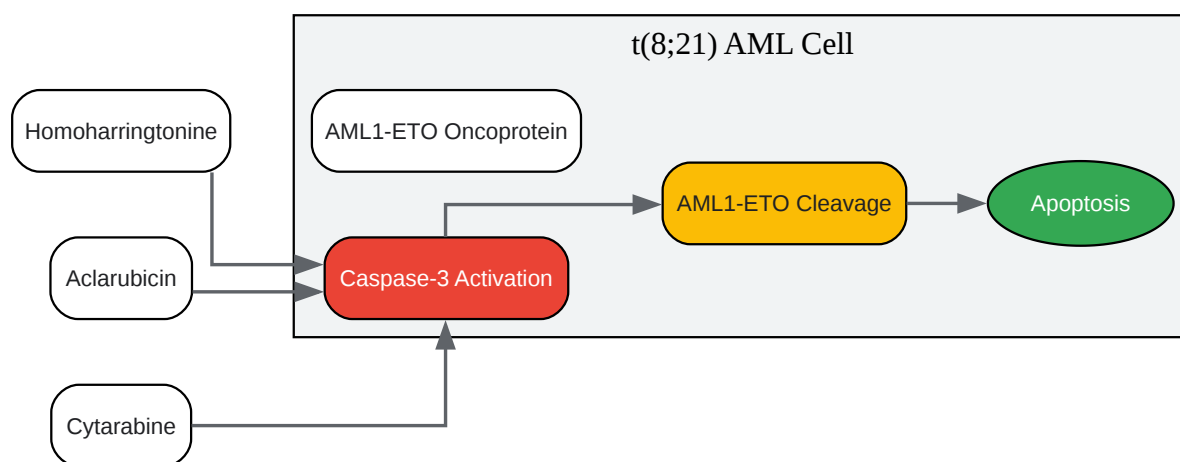 t(8;21) AML Cell
Homoharringtonine
AML1-ETO Oncoprotein
AML1-ETO Cleavage
Apoptosis
Aclarubicin
Caspase-3 Activation
Cytarabine